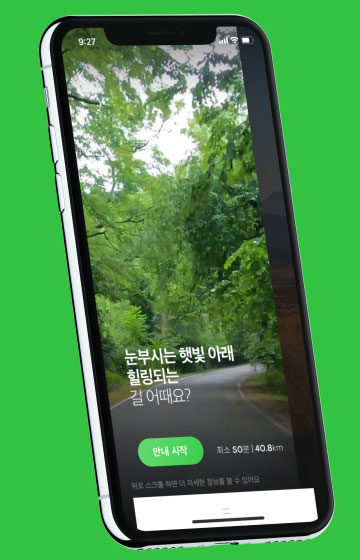 9:27
눈부시는 햇빛 아래
힐링되는
길 어때요?
안내 시작
최소 50분 | 40.8km
위로 스크롤 하면 더 자세한 정보를 볼 수 있어요